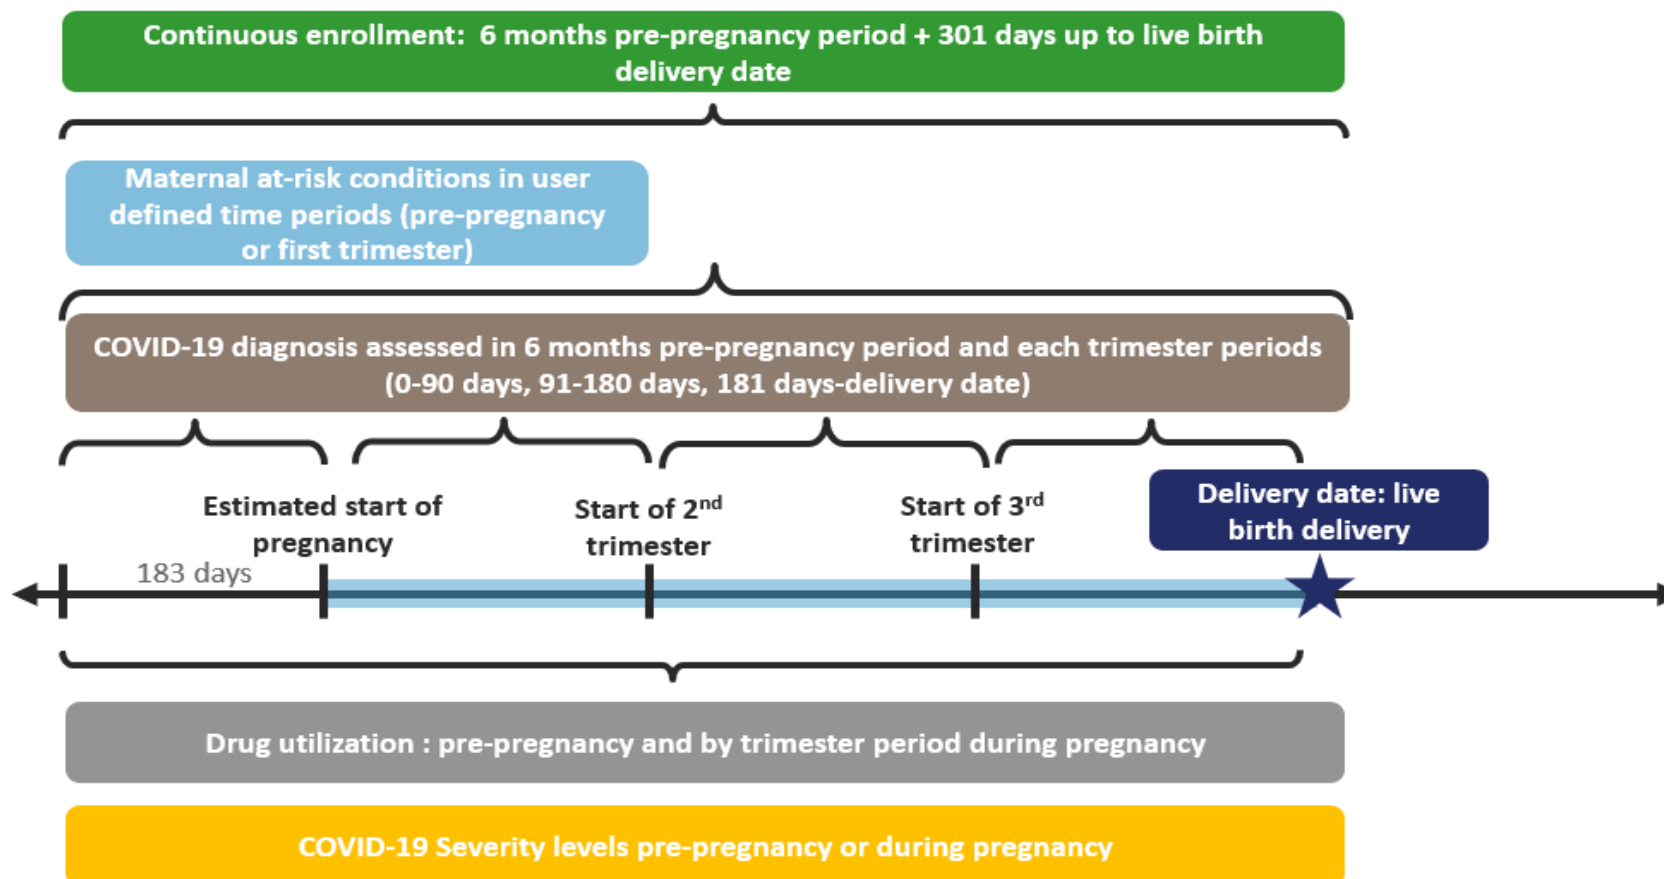 Continuous enrollment:  6 months pre-pregnancy period + 301 days up to live birth
delivery date
Maternal at-risk conditions in user
defined time periods (pre-pregnancy
or first trimester)
COVID-19 diagnosis assessed in 6 months pre-pregnancy period and each trimester periods
(0-90 days, 91-180 days, 181 days-delivery date)
Estimated start of
pregnancy
Start of 2nd
trimester
Start of 3rd
trimester
Delivery date: live
birth delivery
183 days
Drug utilization : pre-pregnancy and by trimester period during pregnancy
COVID-19 Severity levels pre-pregnancy or during pregnancy